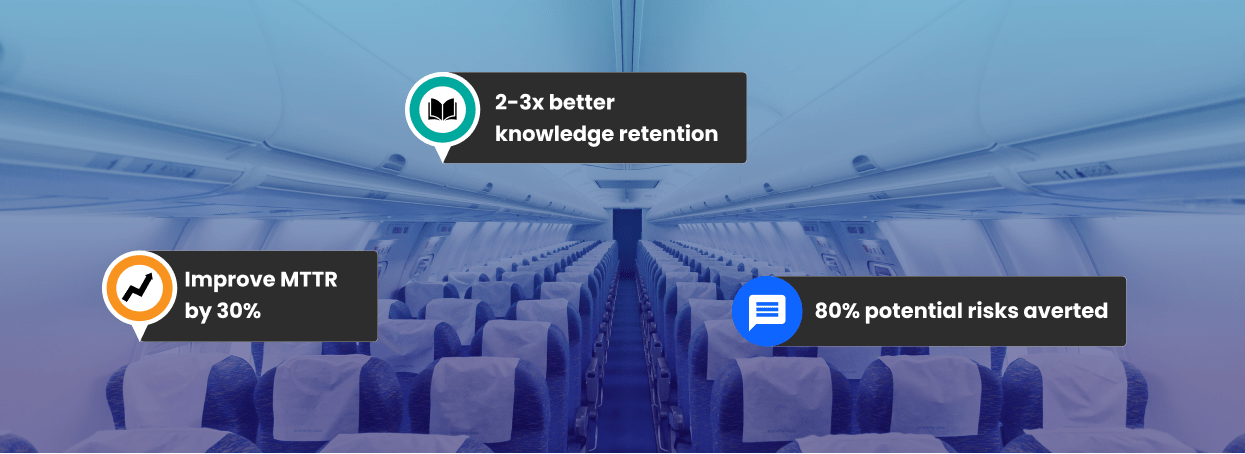 2-3x better
knowledge retention
Improve MTTR
by 30%
80% potential risks averted